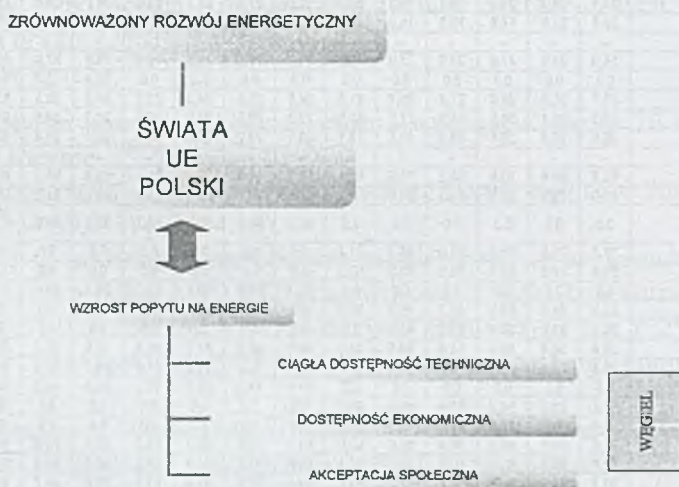 ZRÓWNOWAŻONY ROZWÓJ ENERGETYCZNY
ŚWIATA
UE
POLSKI
WZROST POPYTU NA ENERGIE
CIĄGŁA DOSTĘPNOŚĆ TECHNICZNA
DOSTĘPNOŚĆ EKONOMICZNA
AKCEPTACJA SPOŁECZNA
WĘGIEL